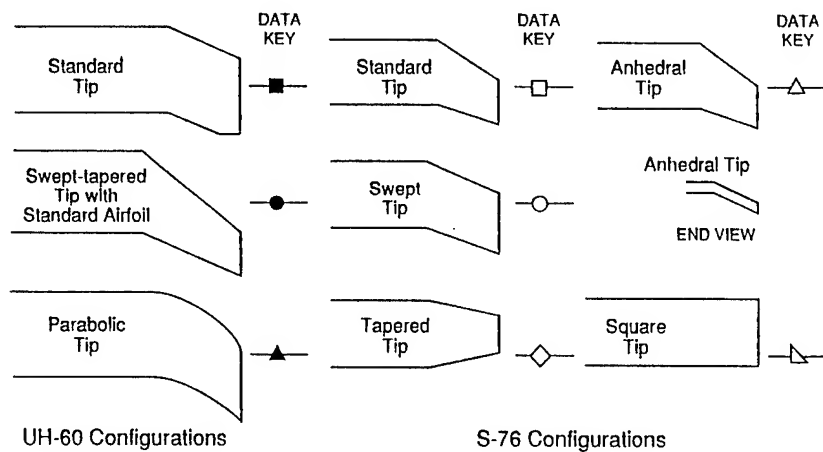 DATA
KEY
DATA
KEY
DATA
KEY
Standard
Tip
Standard
Tip
Anhedral
Tip
Swept-tapered
Tip with
Standard Airfoil
Swept
Tip
Anhedral Tip
END VIEW
Parabolic
Tip
Tapered
Tip
Square
Tip
UH-60 Configurations
S-76 Configurations